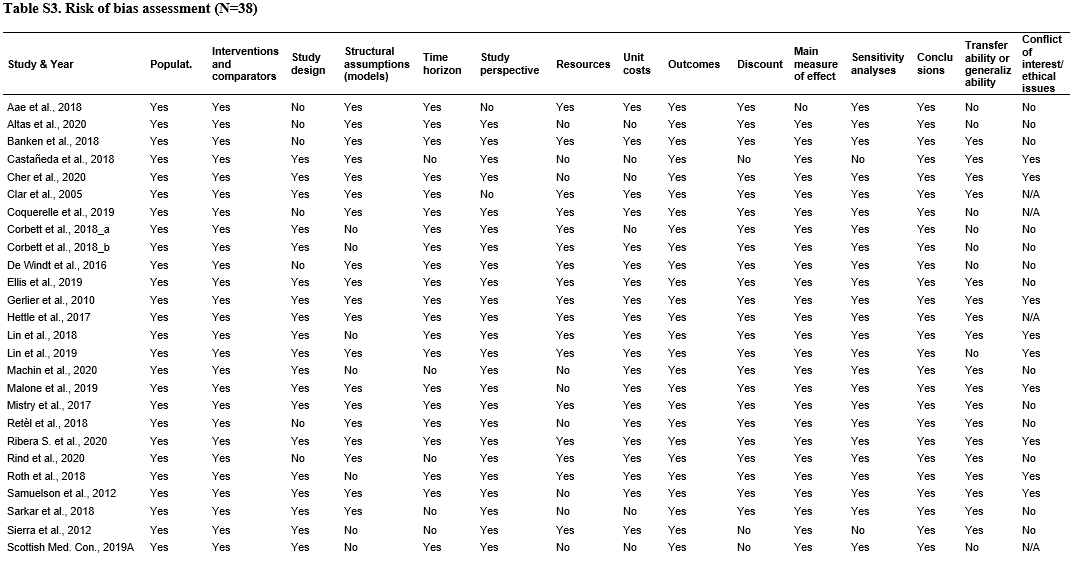 Table S3. Risk of bias assessment (N=38)
Study & Year Populat. Interventions and comparators Study design Structural assumptions (models) Time horizon Study perspective Resources Unit costs Outcomes Discount Main measure of effect Sensitivity analyses Conclu sions Transfer ability or generaliz ability Conflict of interest/ ethical issues
Aae et al., 2018 Yes Yes No Yes Yes No Yes Yes Yes Yes No Yes Yes No No
Altas et al., 2020 Yes Yes No Yes Yes Yes No No Yes Yes Yes Yes Yes No No
Banken et al., 2018 Yes Yes No Yes Yes Yes Yes Yes Yes Yes Yes Yes Yes Yes No
Castañeda et al., 2018 Yes Yes Yes Yes No Yes No No Yes No Yes No Yes Yes Yes
Cher et al., 2020 Yes Yes Yes Yes Yes Yes No No Yes Yes Yes Yes Yes Yes Yes
Clar et al., 2005 Yes Yes Yes Yes Yes No Yes Yes Yes Yes Yes Yes Yes Yes N/A
Coquerelle et al., 2019 Yes Yes No Yes Yes Yes Yes Yes Yes Yes Yes Yes Yes No N/A
Corbett et al., 2018_a Yes Yes Yes No Yes Yes Yes No Yes Yes Yes Yes Yes No No
Corbett et al., 2018_b Yes Yes Yes No Yes Yes Yes Yes Yes Yes Yes Yes Yes No No
De Windt et al., 2016 Yes Yes No Yes Yes Yes Yes Yes Yes Yes Yes Yes Yes No No
Ellis et al., 2019 Yes Yes Yes Yes Yes Yes Yes Yes Yes Yes Yes Yes Yes Yes No
Gerlier et al., 2010 Yes Yes Yes Yes Yes Yes Yes Yes Yes Yes Yes Yes Yes Yes Yes
Hettle et al., 2017 Yes Yes Yes Yes Yes Yes Yes Yes Yes Yes Yes Yes Yes Yes N/A
Lin et al., 2018 Yes Yes Yes No Yes Yes Yes Yes Yes Yes Yes Yes Yes Yes Yes
Lin et al., 2019 Yes Yes Yes Yes Yes Yes Yes Yes Yes Yes Yes Yes Yes No Yes
Machin et al., 2020 Yes Yes Yes No No Yes No Yes Yes Yes Yes Yes Yes Yes No
Malone et al., 2019 Yes Yes Yes Yes Yes Yes No Yes Yes Yes Yes Yes Yes Yes Yes
Mistry et al., 2017 Yes Yes Yes Yes Yes Yes Yes Yes Yes Yes Yes Yes Yes Yes No
Retèl et al., 2018 Yes Yes No Yes Yes Yes No Yes Yes Yes Yes Yes Yes Yes No
Ribera S. et al., 2020 Yes Yes Yes Yes Yes Yes Yes Yes Yes Yes Yes Yes Yes Yes Yes
Rind et al., 2020 Yes Yes No Yes No Yes Yes Yes Yes Yes Yes Yes Yes Yes No
Roth et al., 2018 Yes Yes Yes No Yes Yes Yes Yes Yes Yes Yes Yes Yes Yes Yes
Samuelson et al., 2012 Yes Yes Yes Yes Yes Yes No Yes Yes Yes Yes Yes Yes Yes Yes
Sarkar et al., 2018 Yes Yes Yes Yes No Yes No No Yes Yes Yes Yes Yes Yes No
Sierra et al., 2012 Yes Yes Yes No No Yes Yes Yes Yes No Yes No Yes Yes No
Scottish Med. Con., 2019A Yes Yes Yes No Yes Yes No No Yes No Yes Yes Yes No N/A